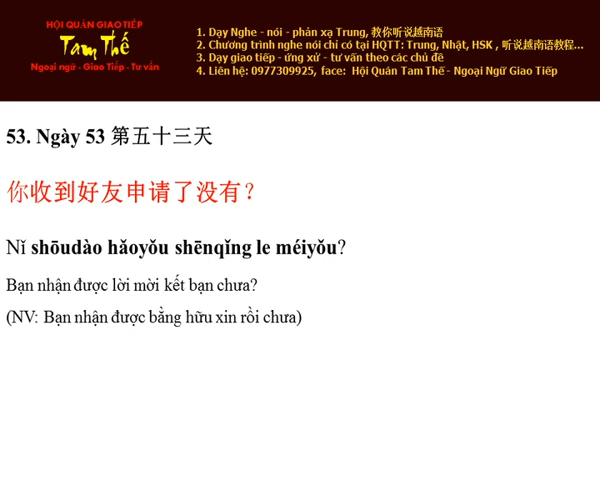 HỘI QUÁN GIAO TIẾP
Tam Thế
Ngoại ngữ - Giao Tiếp - Tư vấn
1. Dạy Nghe - nói - phản xạ Trung, 教你听说越南语
2. Chương trình nghe nói chỉ có tại HQTT: Trung, Nhật, HSK , 听说越南语教程...
3. Dạy giao tiếp - ứng xử - tư vấn theo các chủ đề
4. Liên hệ: 0977309925, face: Hội Quán Tam Thế - Ngoại Ngữ Giao Tiếp
53. Ngày 53 第五十三天
你收到好友申请了没有？
Nǐ shōudào hǎoyǒu shēnqǐng le méiyǒu?
Bạn nhận được lời mời kết bạn chưa?
(NV: Bạn nhận được bằng hữu xin rồi chưa)